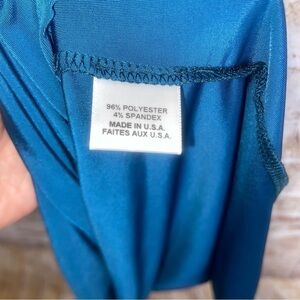 96% POLYESTER
4% SPANDEX
MADE IN U.S.A.
FAITES AUX U.S.A.